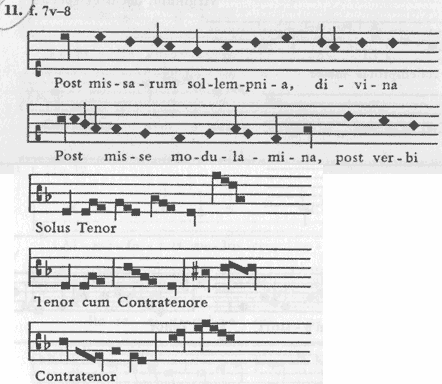 11. f. 7v–8
Post mis-sa-rum sol-lem-pni-a, di - vi - na
Post mis-se mo-du-la-mi-na, post ver-bi
Solus Tenor
Tenor cum Contratenore
Contratenor